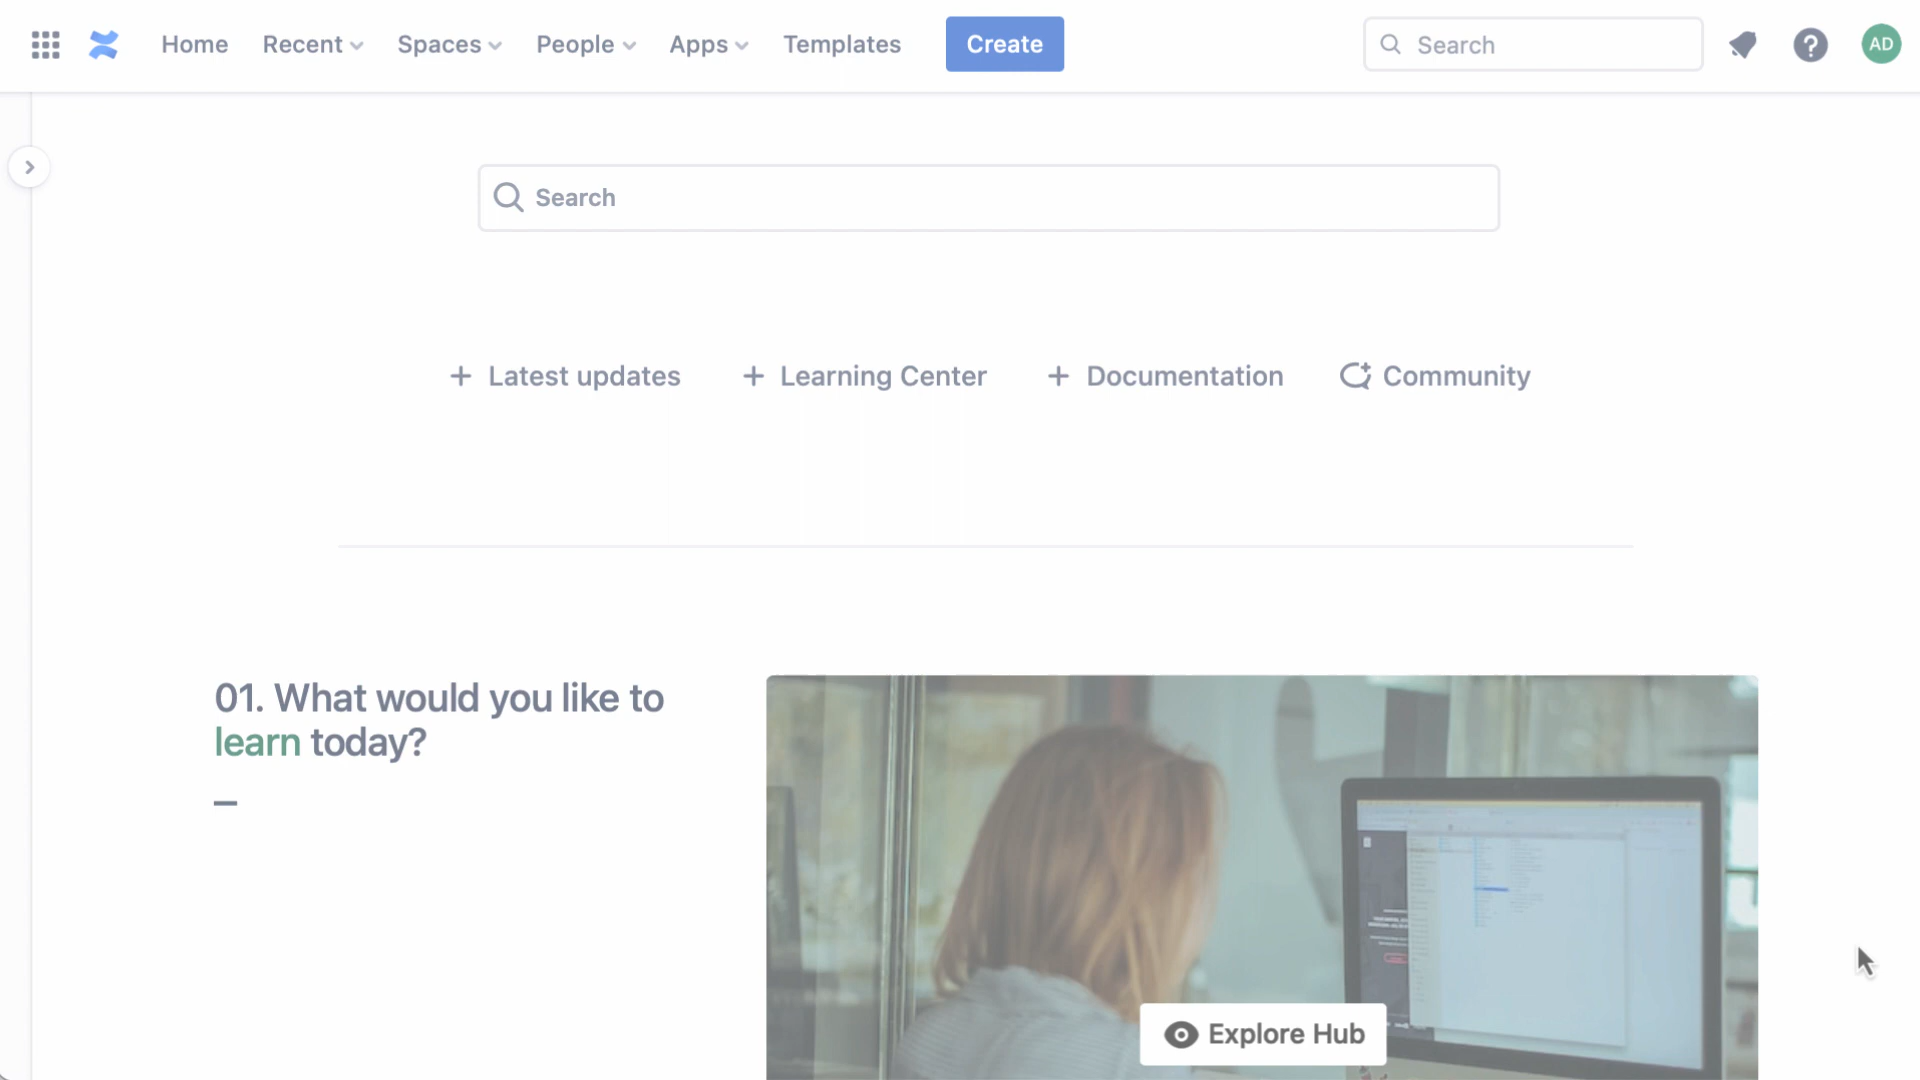 Home Recent Spaces People Apps Templates Create Search AD
Search
Latest updates Learning Center Documentation Community
01. What would you like to
learn today?
Explore Hub